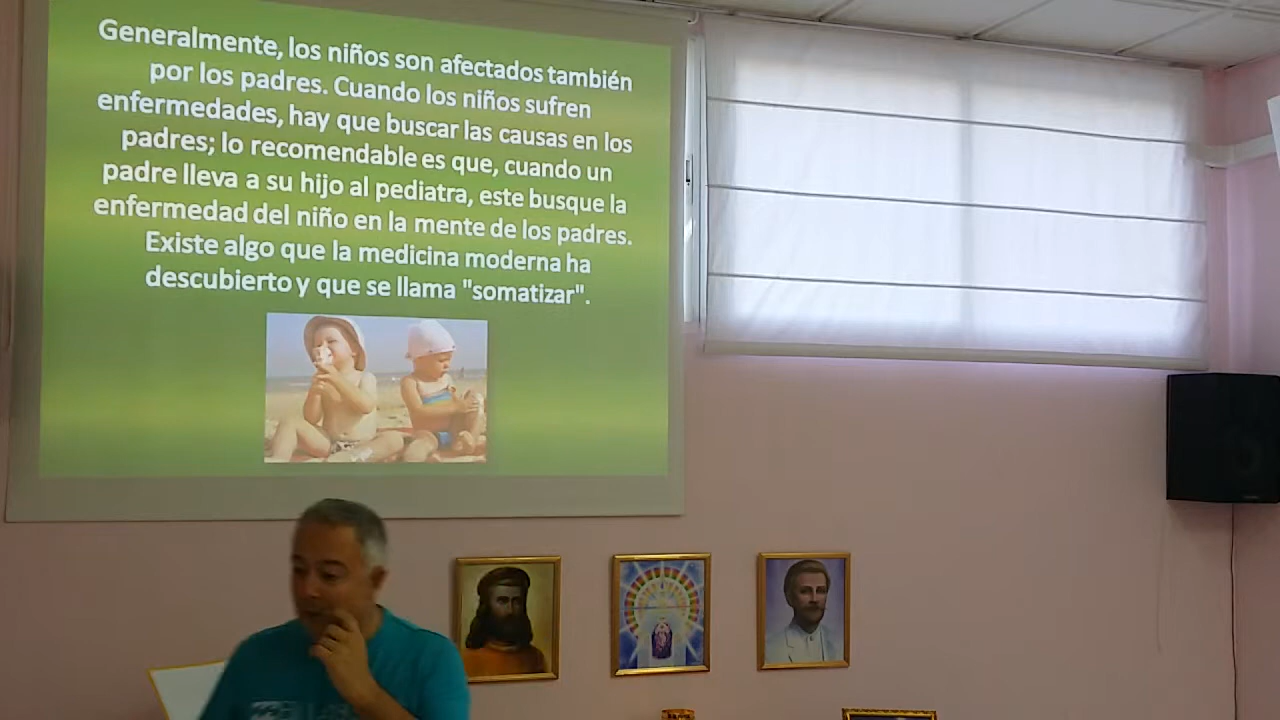 Generalmente, los niños son afectados también
por los padres. Cuando los niños sufren
enfermedades, hay que buscar las causas en los
padres; lo recomendable es que, cuando un
padre lleva a su hijo al pediatra, este busque la
enfermedad del niño en la mente de los padres.
Existe algo que la medicina moderna ha
descubierto y que se llama "somatizar".